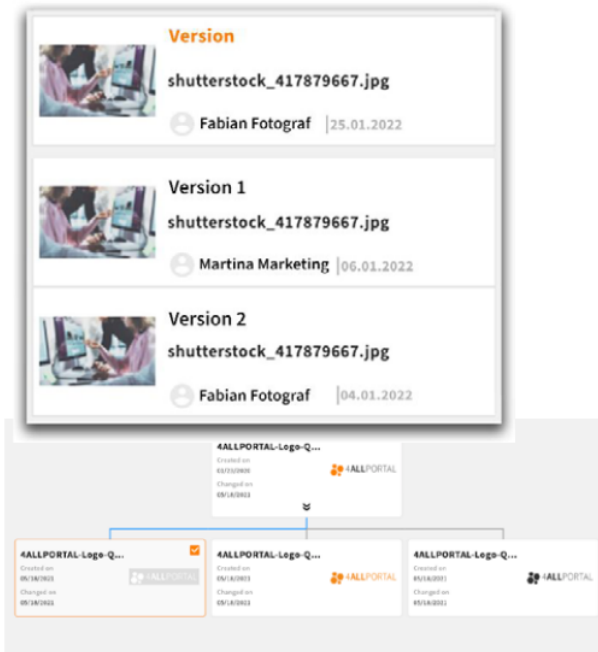 Version
shutterstock_417879667.jpg
Fabian Fotograf |25.01.2022
Version 1
shutterstock_417879667.jpg
Martina Marketing |06.01.2022
Version 2
shutterstock_417879667.jpg
Fabian Fotograf |04.01.2022
4ALLPORTAL-Logo-Q...
Created on
4ALLPORTAL
Changed on
4ALLPORTAL-Logo-Q...
Created on
4ALLPORTAL
Changed on
4ALLPORTAL-Logo-Q...
Created on
4ALLPORTAL
Changed on
4ALLPORTAL-Logo-Q...
Created on
4ALLPORTAL
Changed on